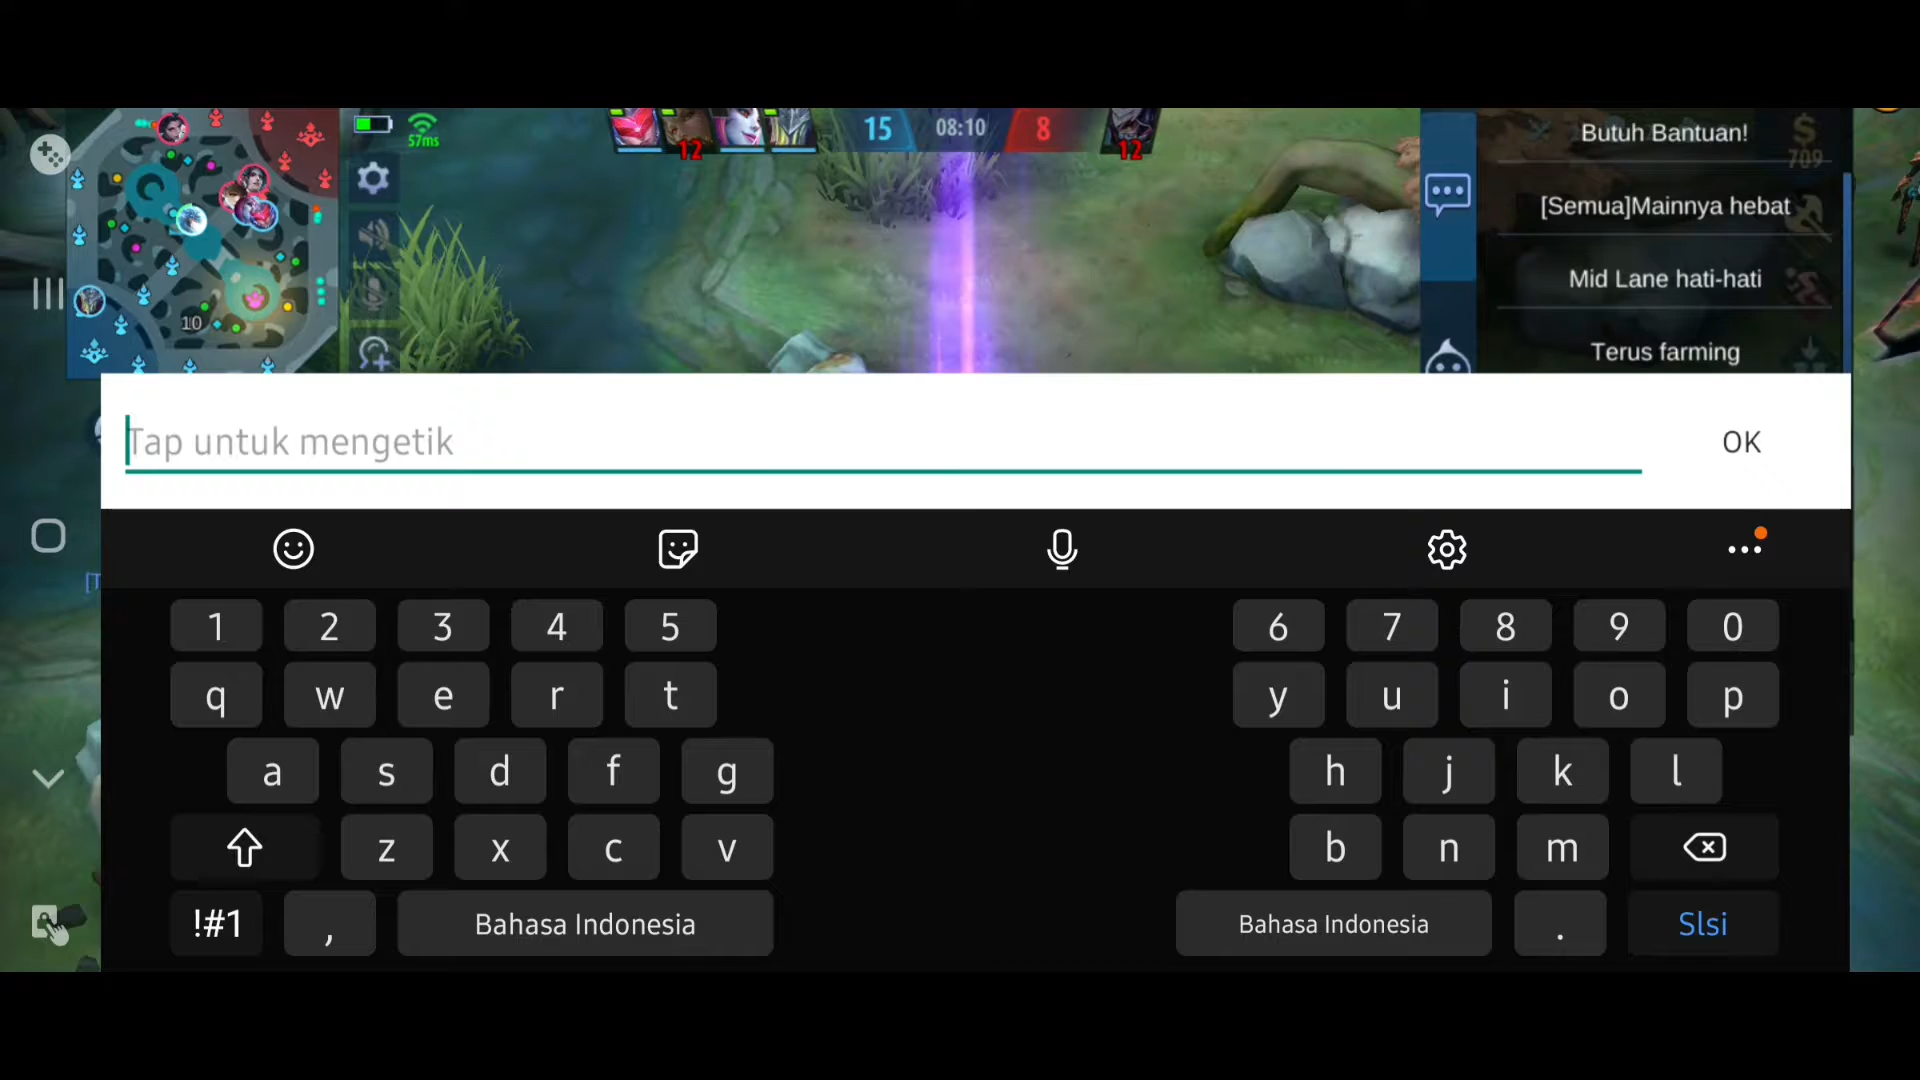 57ms
12
15
08:10
8
12
10
Butuh Bantuan!
709
[Semua]Mainnya hebat
Mid Lane hati-hati
Terus farming
Tap untuk mengetik
OK
1 2 3 4 5 6 7 8 9 0
q w e r t y u i o p
a s d f g h j k l
z x c v b n m
!#1 , Bahasa Indonesia Bahasa Indonesia . Slsi